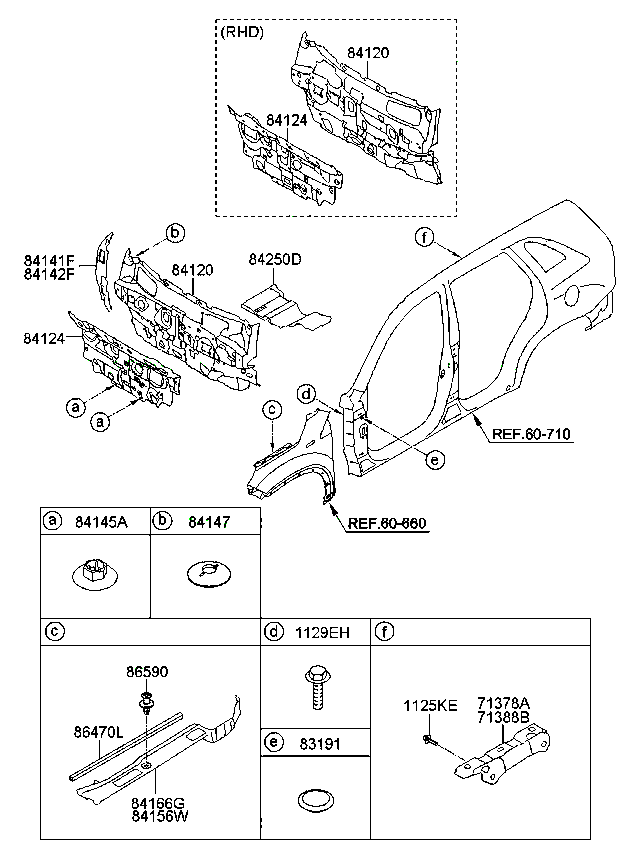 (RHD)
84120
84124
b
f
84141F
84142F
84120
84250D
84124
a
a
c
d
e
REF.60-710
REF.60-660
a 84145A
b 84147
c
d 1129EH
f
86590
86470L
84166G
84156W
e 83191
1125KE
71378A
71388B